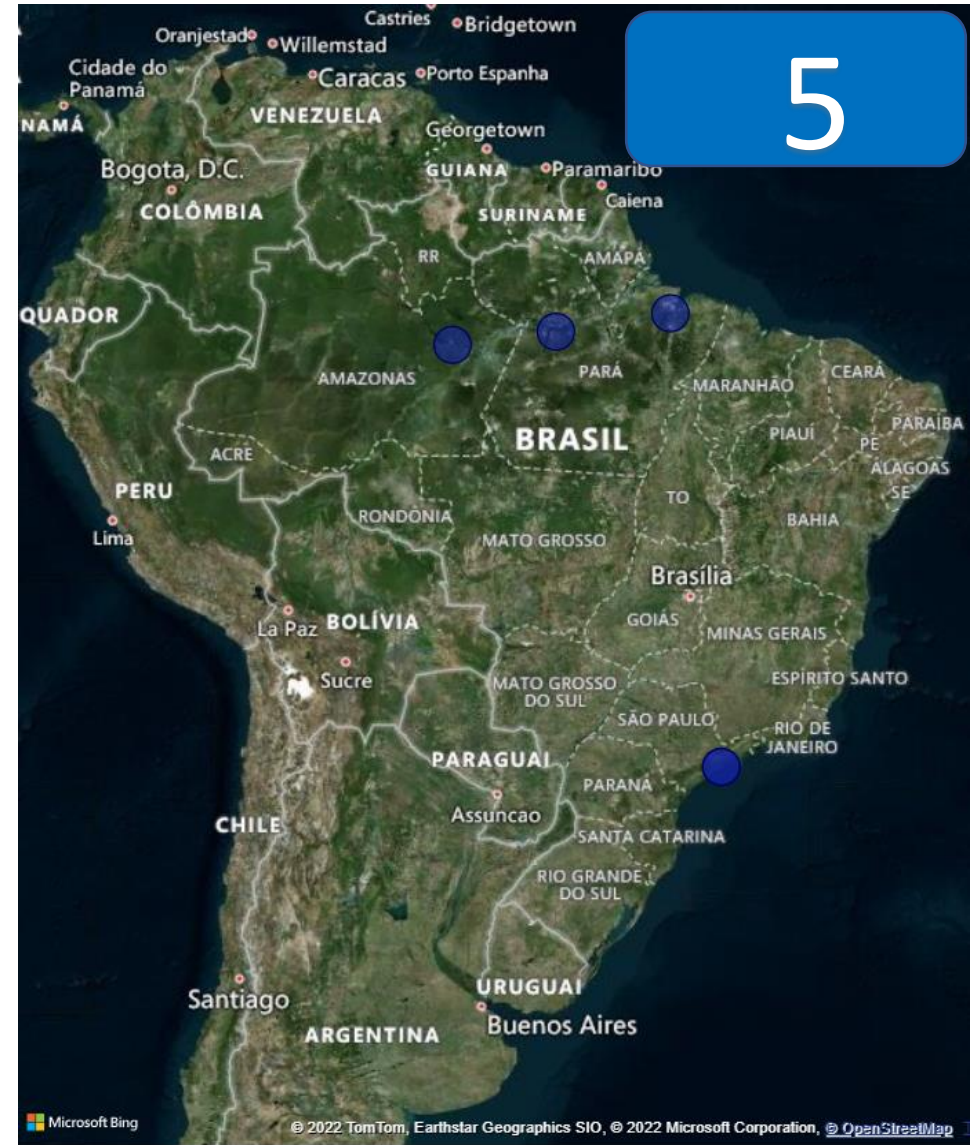 Castries
Bridgetown
5
Oranjestad
Willemstad
Cidade do
Panamá
Caracas
Porto Espanha
NAMÁ
VENEZUELA
Georgetown
Bogota, D.C.
GUIANA
Paramaribo
COLÔMBIA
Caiena
SURINAME
RR
AMAPÁ
QUADOR
AMAZONAS
PARÁ
MARANHÃO
CEARÁ
BRASIL
PIAUÍ
PE
PARAÍBA
ACRE
ALAGOAS
SE
PERU
TO
Lima
RONDÔNIA
MATO GROSSO
BAHIA
Brasília
La Paz
BOLÍVIA
GOIÁS
MINAS GERAIS
Sucre
MATO GROSSO
DO SUL
ESPÍRITO SANTO
SÃO PAULO
RIO DE
JANEIRO
PARAGUAI
PARANÁ
Assuncao
CHILE
SANTA CATARINA
RIO GRANDE
DO SUL
Santiago
URUGUAI
Buenos Aires
ARGENTINA
Microsoft Bing
© 2022 TomTom, Earthstar Geographics SIO, © 2022 Microsoft Corporation, © OpenStreetMap